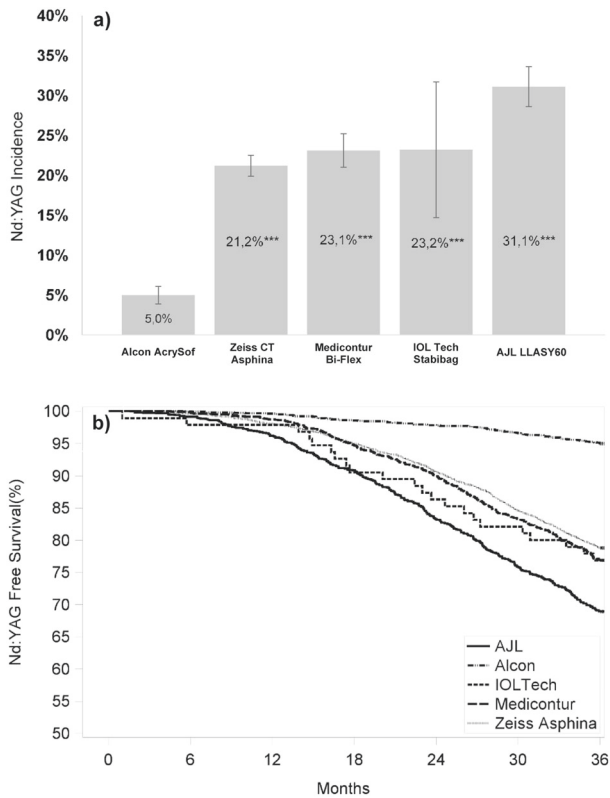 a)
Nd:YAG Incidence
40%
35%
30%
25%
20%
15%
10%
5%
0%
5,0%
21,2%***
23,1%***
23,2%***
31,1%***
Alcon AcrySof
Zeiss CT
Asphina
Medicontur
Bi-Flex
IOL Tech
Stabibag
AJL LLASY60
b)
Nd:YAG Free Survival(%)
100
95
90
85
80
75
70
65
60
55
50
AJL
Alcon
IOLTech
Medicontur
Zeiss Asphina
0 6 12 18 24 30 36
Months